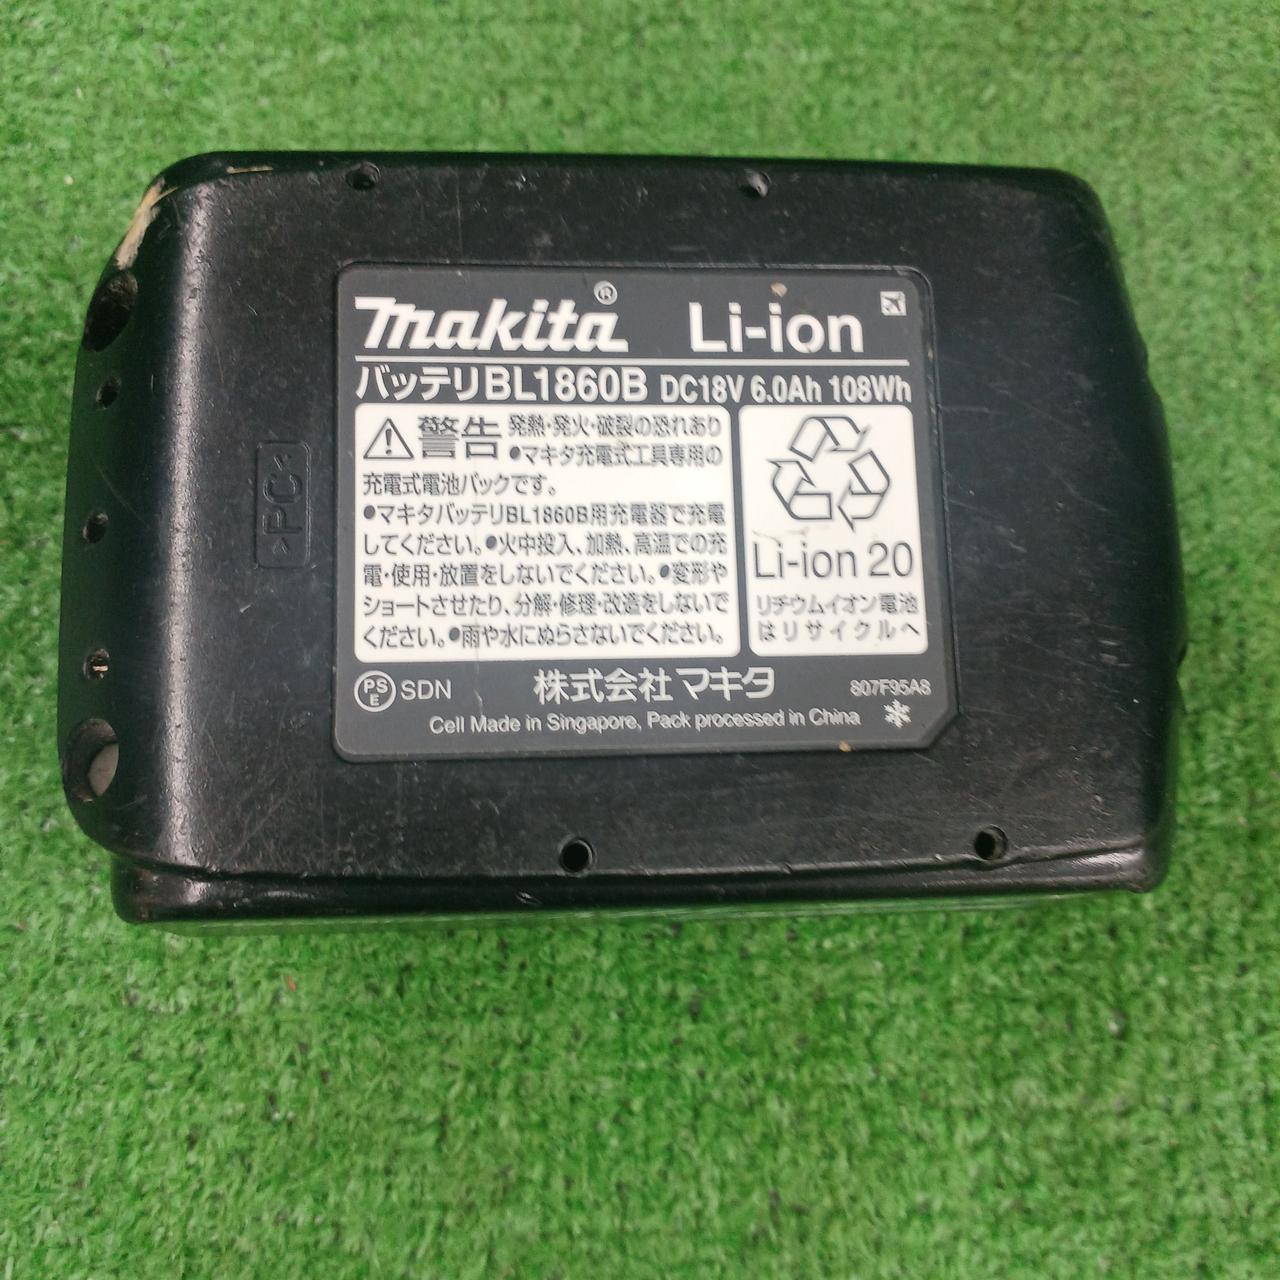 makita® Li-ion
バッテリBL1860B DC18V 6.0Ah 108Wh
警告 発熱・発火・破裂の恐れあり
●マキタ充電式工具専用の
充電式電池パックです。
●マキタバッテリBL1860B用充電器で充電
してください。●火中投入、加熱、高温での充
電・使用・放置をしないでください。●変形や
ショートさせたり、分解・修理・改造をしないで
ください。●雨や水にぬらさないでください。
Li-ion 20
リチウムイオン電池
はリサイクルへ
PSE SDN 株式会社マキタ 807F95A8
Cell Made in Singapore, Pack processed in China
>PC<